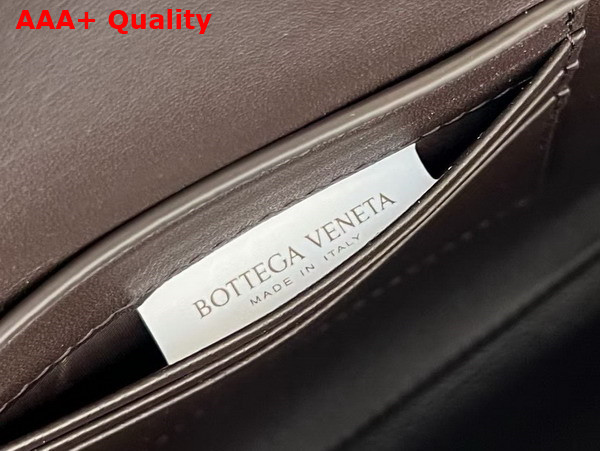 AAA+ Quality
BOTTEGA VENETA
MADE IN ITALY